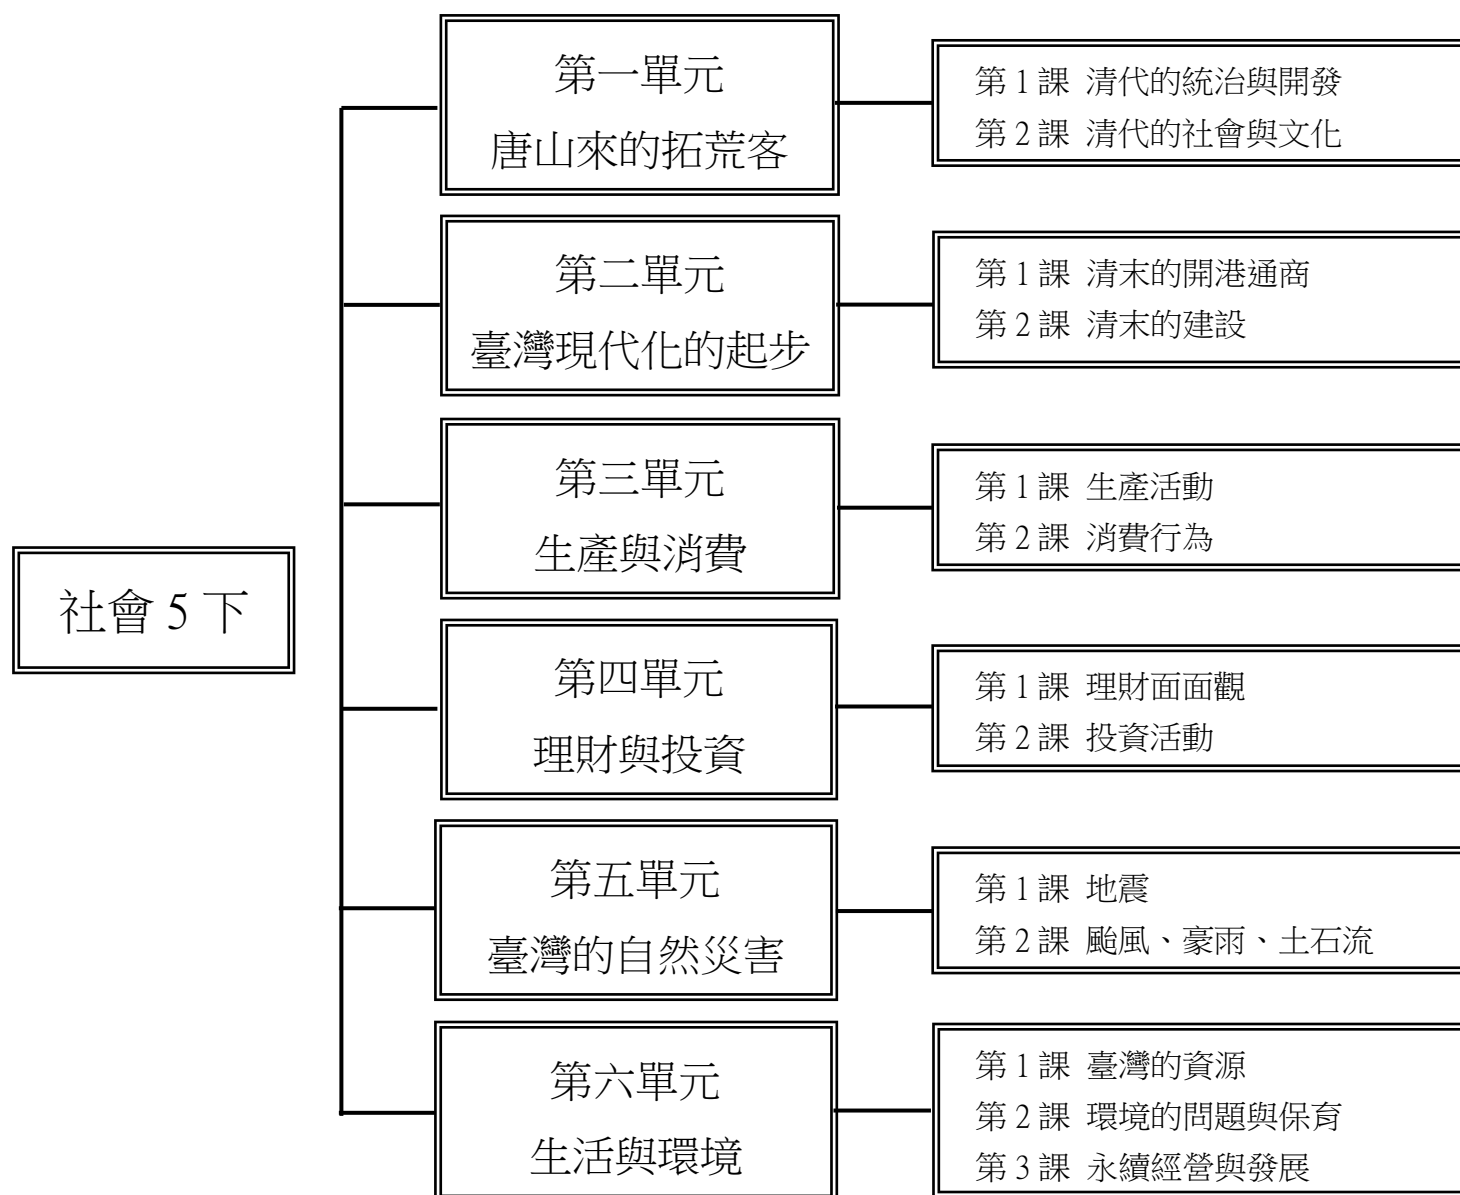 社會 5 下
第一單元
唐山來的拓荒客
第 1 課 清代的統治與開發
第 2 課 清代的社會與文化
第二單元
臺灣現代化的起步
第 1 課 清末的開港通商
第 2 課 清末的建設
第三單元
生產與消費
第 1 課 生產活動
第 2 課 消費行為
第四單元
理財與投資
第 1 課 理財面面觀
第 2 課 投資活動
第五單元
臺灣的自然災害
第 1 課 地震
第 2 課 颱風、豪雨、土石流
第六單元
生活與環境
第 1 課 臺灣的資源
第 2 課 環境的問題與保育
第 3 課 永續經營與發展